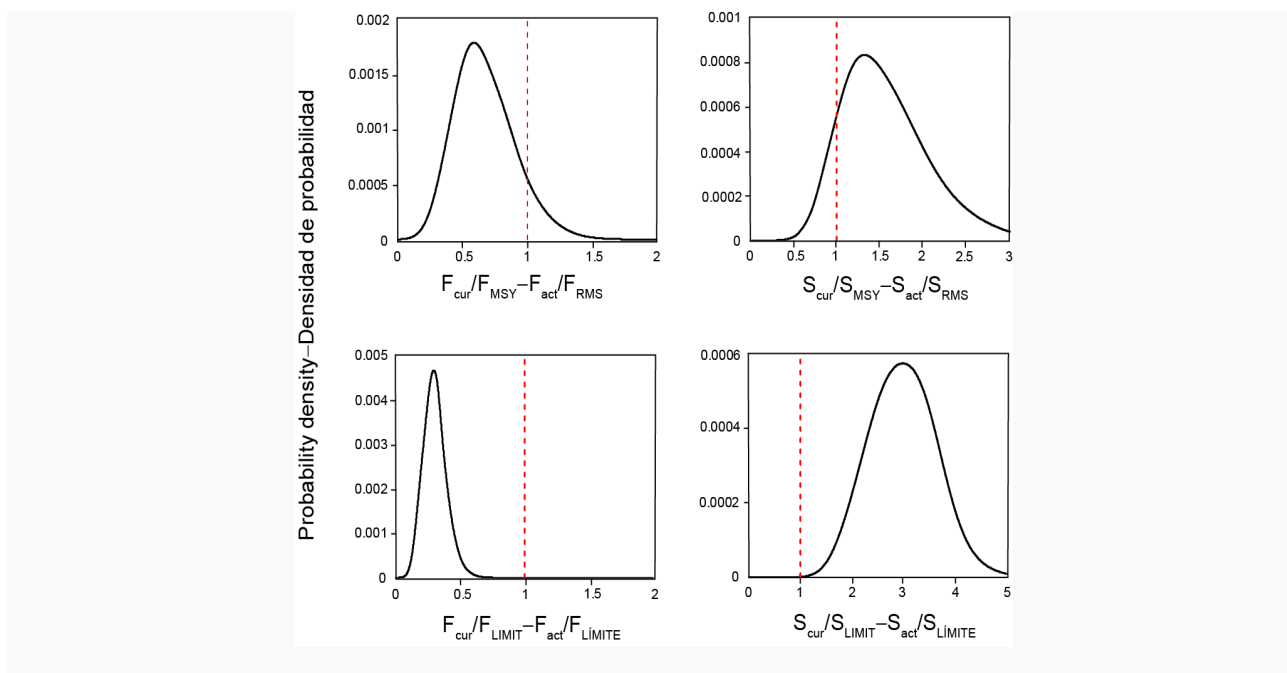 Probability density–Densidad de probabilidad
0.002
0.0015
0.001
0.0005
0
0 0.5 1 1.5 2
F_cur/F_MSY–F_act/F_RMS
0.001
0.0008
0.0006
0.0004
0.0002
0
0 0.5 1 1.5 2 2.5 3
S_cur/S_MSY–S_act/S_RMS
0.005
0.004
0.003
0.002
0.001
0
0 0.5 1 1.5 2
F_cur/F_LIMIT–F_act/F_LÍMITE
0.0006
0.0004
0.0002
0
0 1 2 3 4 5
S_cur/S_LIMIT–S_act/S_LÍMITE